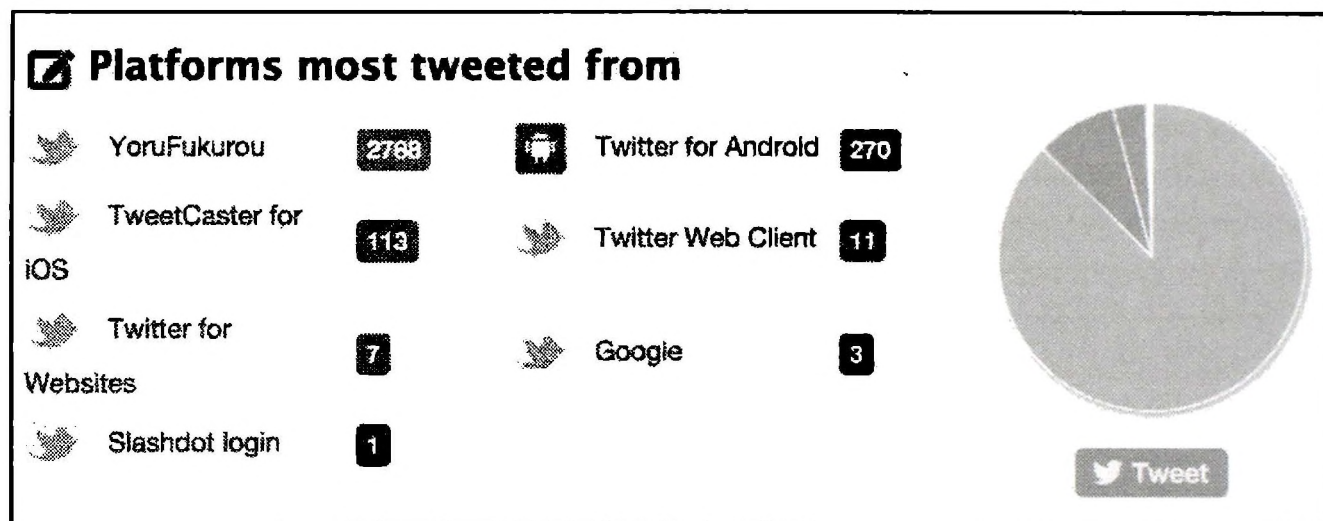 Platforms most tweeted from
YoruFukurou Twitter for Android 270
TweetCaster for
iOS
113 Twitter Web Client 11
Twitter for
Websites
7 Google 3
Slashdot login 1
Tweet